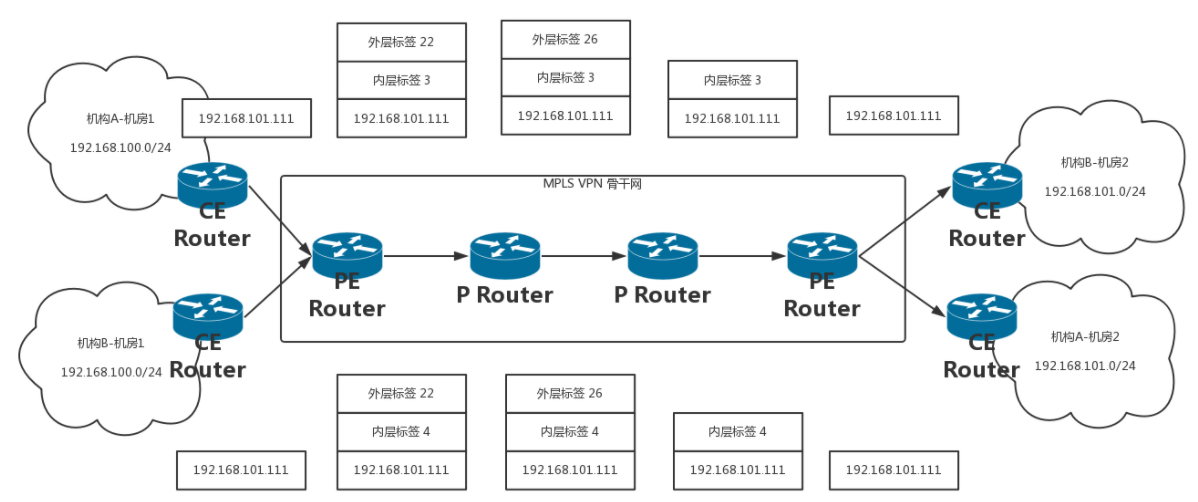 外层标签 22
内层标签 3
192.168.101.111
外层标签 26
内层标签 3
192.168.101.111
内层标签 3
192.168.101.111
192.168.101.111
192.168.101.111
机构A-机房1
192.168.100.0/24
CE
Router
机构B-机房2
192.168.101.0/24
CE
Router
MPLS VPN 骨干网
PE
Router
P Router
P Router
PE
Router
机构B-机房1
192.168.100.0/24
CE
Router
机构A-机房2
192.168.101.0/24
CE
Router
外层标签 22
内层标签 4
192.168.101.111
外层标签 26
内层标签 4
192.168.101.111
内层标签 4
192.168.101.111
192.168.101.111
192.168.101.111